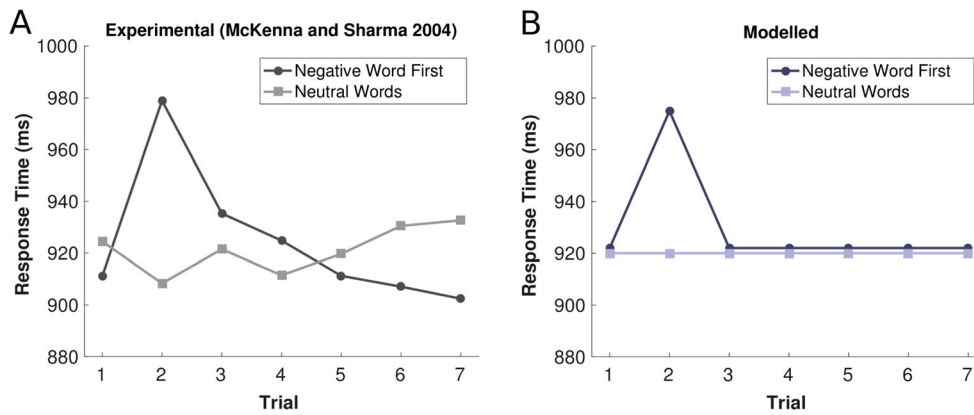 A
Experimental (McKenna and Sharma 2004)
1000
980
960
940
920
900
880
Response Time (ms)
Negative Word First
Neutral Words
1 2 3 4 5 6 7
Trial
B
Modelled
1000
980
960
940
920
900
880
Response Time (ms)
Negative Word First
Neutral Words
1 2 3 4 5 6 7
Trial